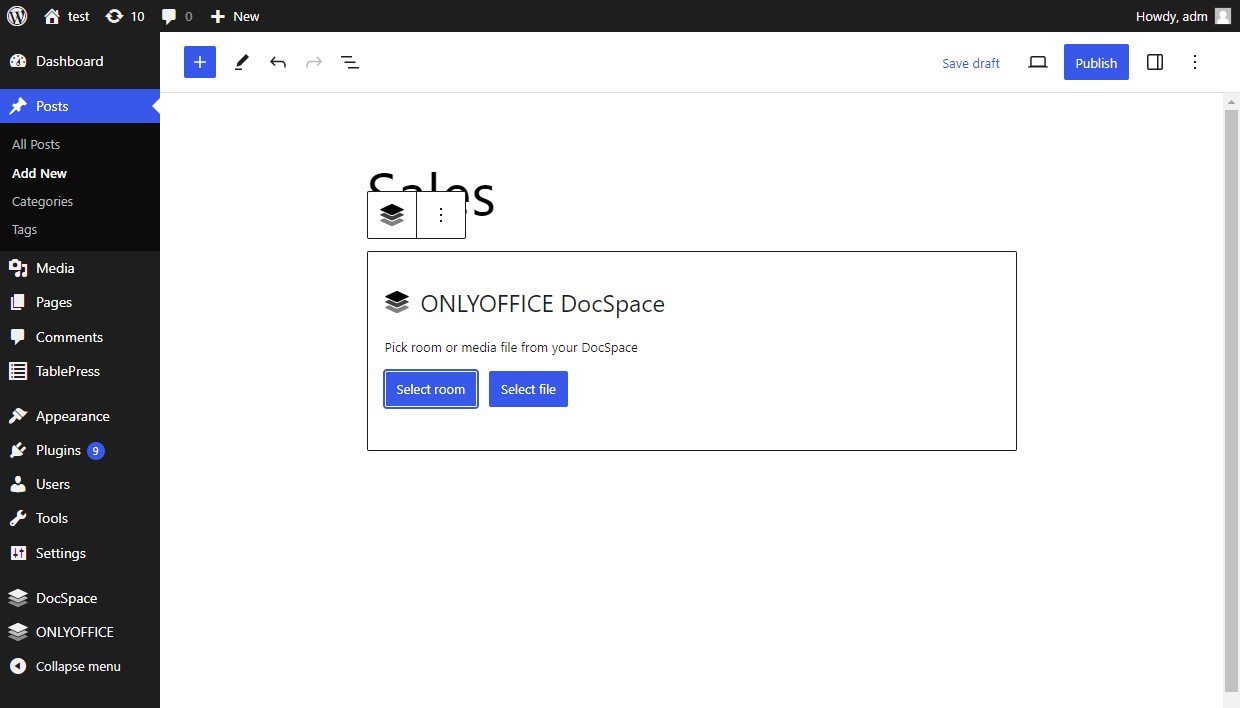 test 10 0 New Howdy, adm
Dashboard
Posts
All Posts
Add New
Categories
Tags
Media
Pages
Comments
TablePress
Appearance
Plugins 9
Users
Tools
Settings
DocSpace
ONLYOFFICE
Collapse menu
Save draft Publish
Sales
ONLYOFFICE DocSpace
Pick room or media file from your DocSpace
Select room Select file